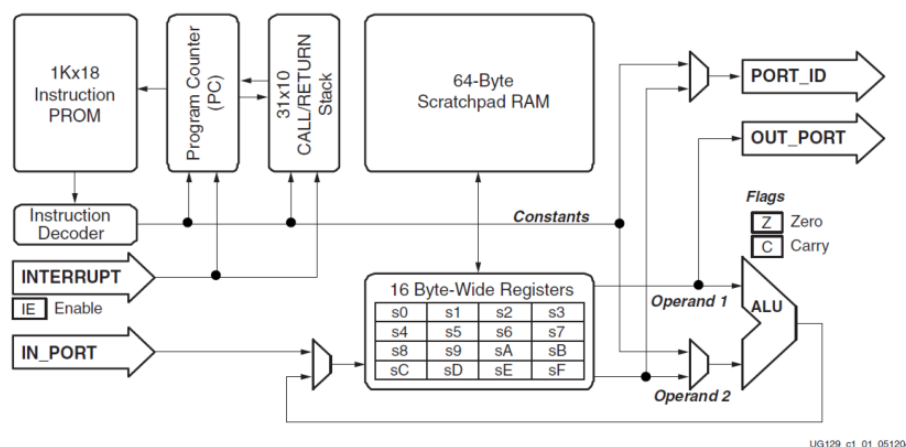 1Kx18
Instruction
PROM
Program Counter
(PC)
31x10
CALL/RETURN
Stack
64-Byte
Scratchpad RAM
PORT_ID
OUT_PORT
Instruction
Decoder
Constants
Flags
Z Zero
C Carry
INTERRUPT
IE Enable
IN_PORT
16 Byte-Wide Registers
s0 s1 s2 s3
s4 s5 s6 s7
s8 s9 sA sB
sC sD sE sF
Operand 1
ALU
Operand 2
UG129_c1_01_05120